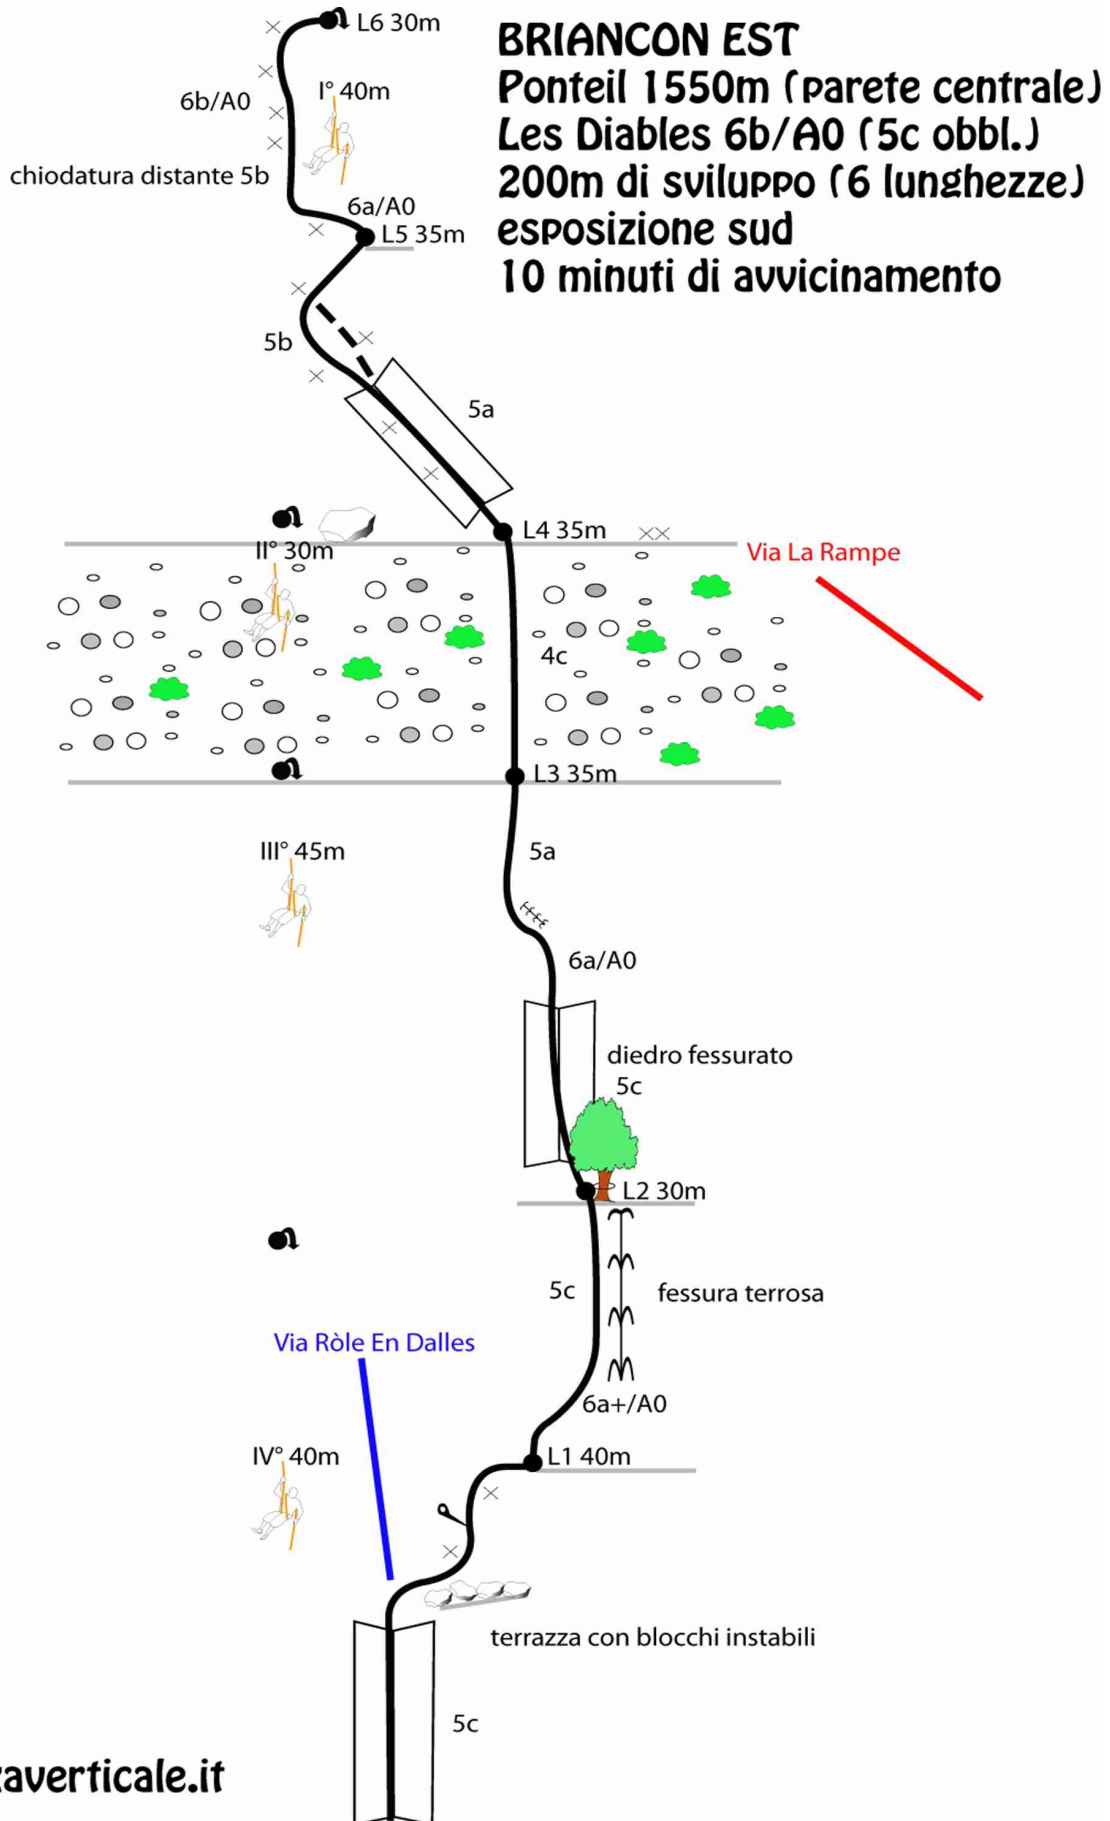 BRIANCON EST
Ponteil 1550m (parete centrale)
Les Diables 6b/A0 (5c obbl.)
200m di sviluppo (6 lunghezze)
esposizione sud
10 minuti di avvicinamento
L6 30m
6b/A0
I° 40m
chiodatura distante 5b
6a/A0
L5 35m
5b
5a
L4 35m
II° 30m
Via La Rampe
4c
L3 35m
III° 45m
5a
6a/A0
diedro fessurato
5c
L2 30m
5c
fessura terrosa
Via Ròle En Dalles
6a+/A0
IV° 40m
L1 40m
terrazza con blocchi instabili
5c
averticale.it